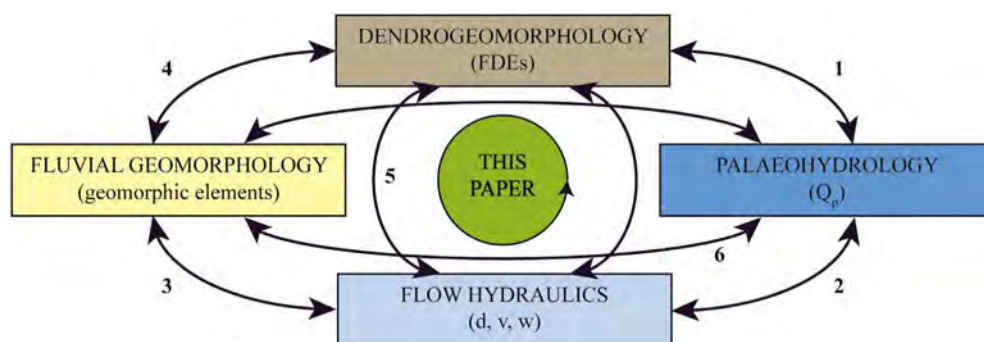 DENDROGEOMORPHOLOGY
(FDEs)
4
1
FLUVIAL GEOMORPHOLOGY
(geomorphic elements)
5
THIS
PAPER
PALAEOHYDROLOGY
(Qp)
6
3
2
FLOW HYDRAULICS
(d, v, w)